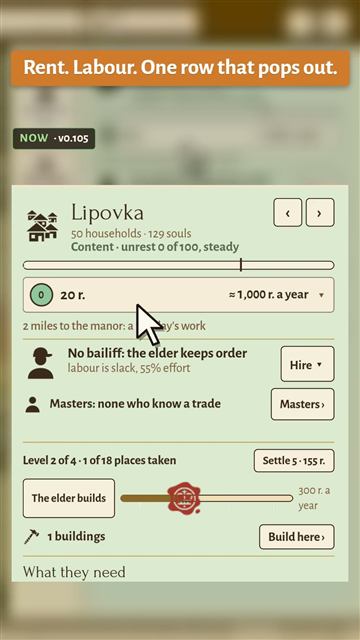 Rent. Labour. One row that pops out.
NOW · v0.105
Lipovka
50 households · 129 souls
Content · unrest 0 of 100, steady
0 20 r. ≈ 1,000 r. a year
2 miles to the manor: a day's work
No bailiff: the elder keeps order
labour is slack, 55% effort
Hire
Masters: none who know a trade
Masters ›
Level 2 of 4 · 1 of 18 places taken
Settle 5 · 155 r.
The elder builds
300 r. a
year
1 buildings
Build here ›
What they need